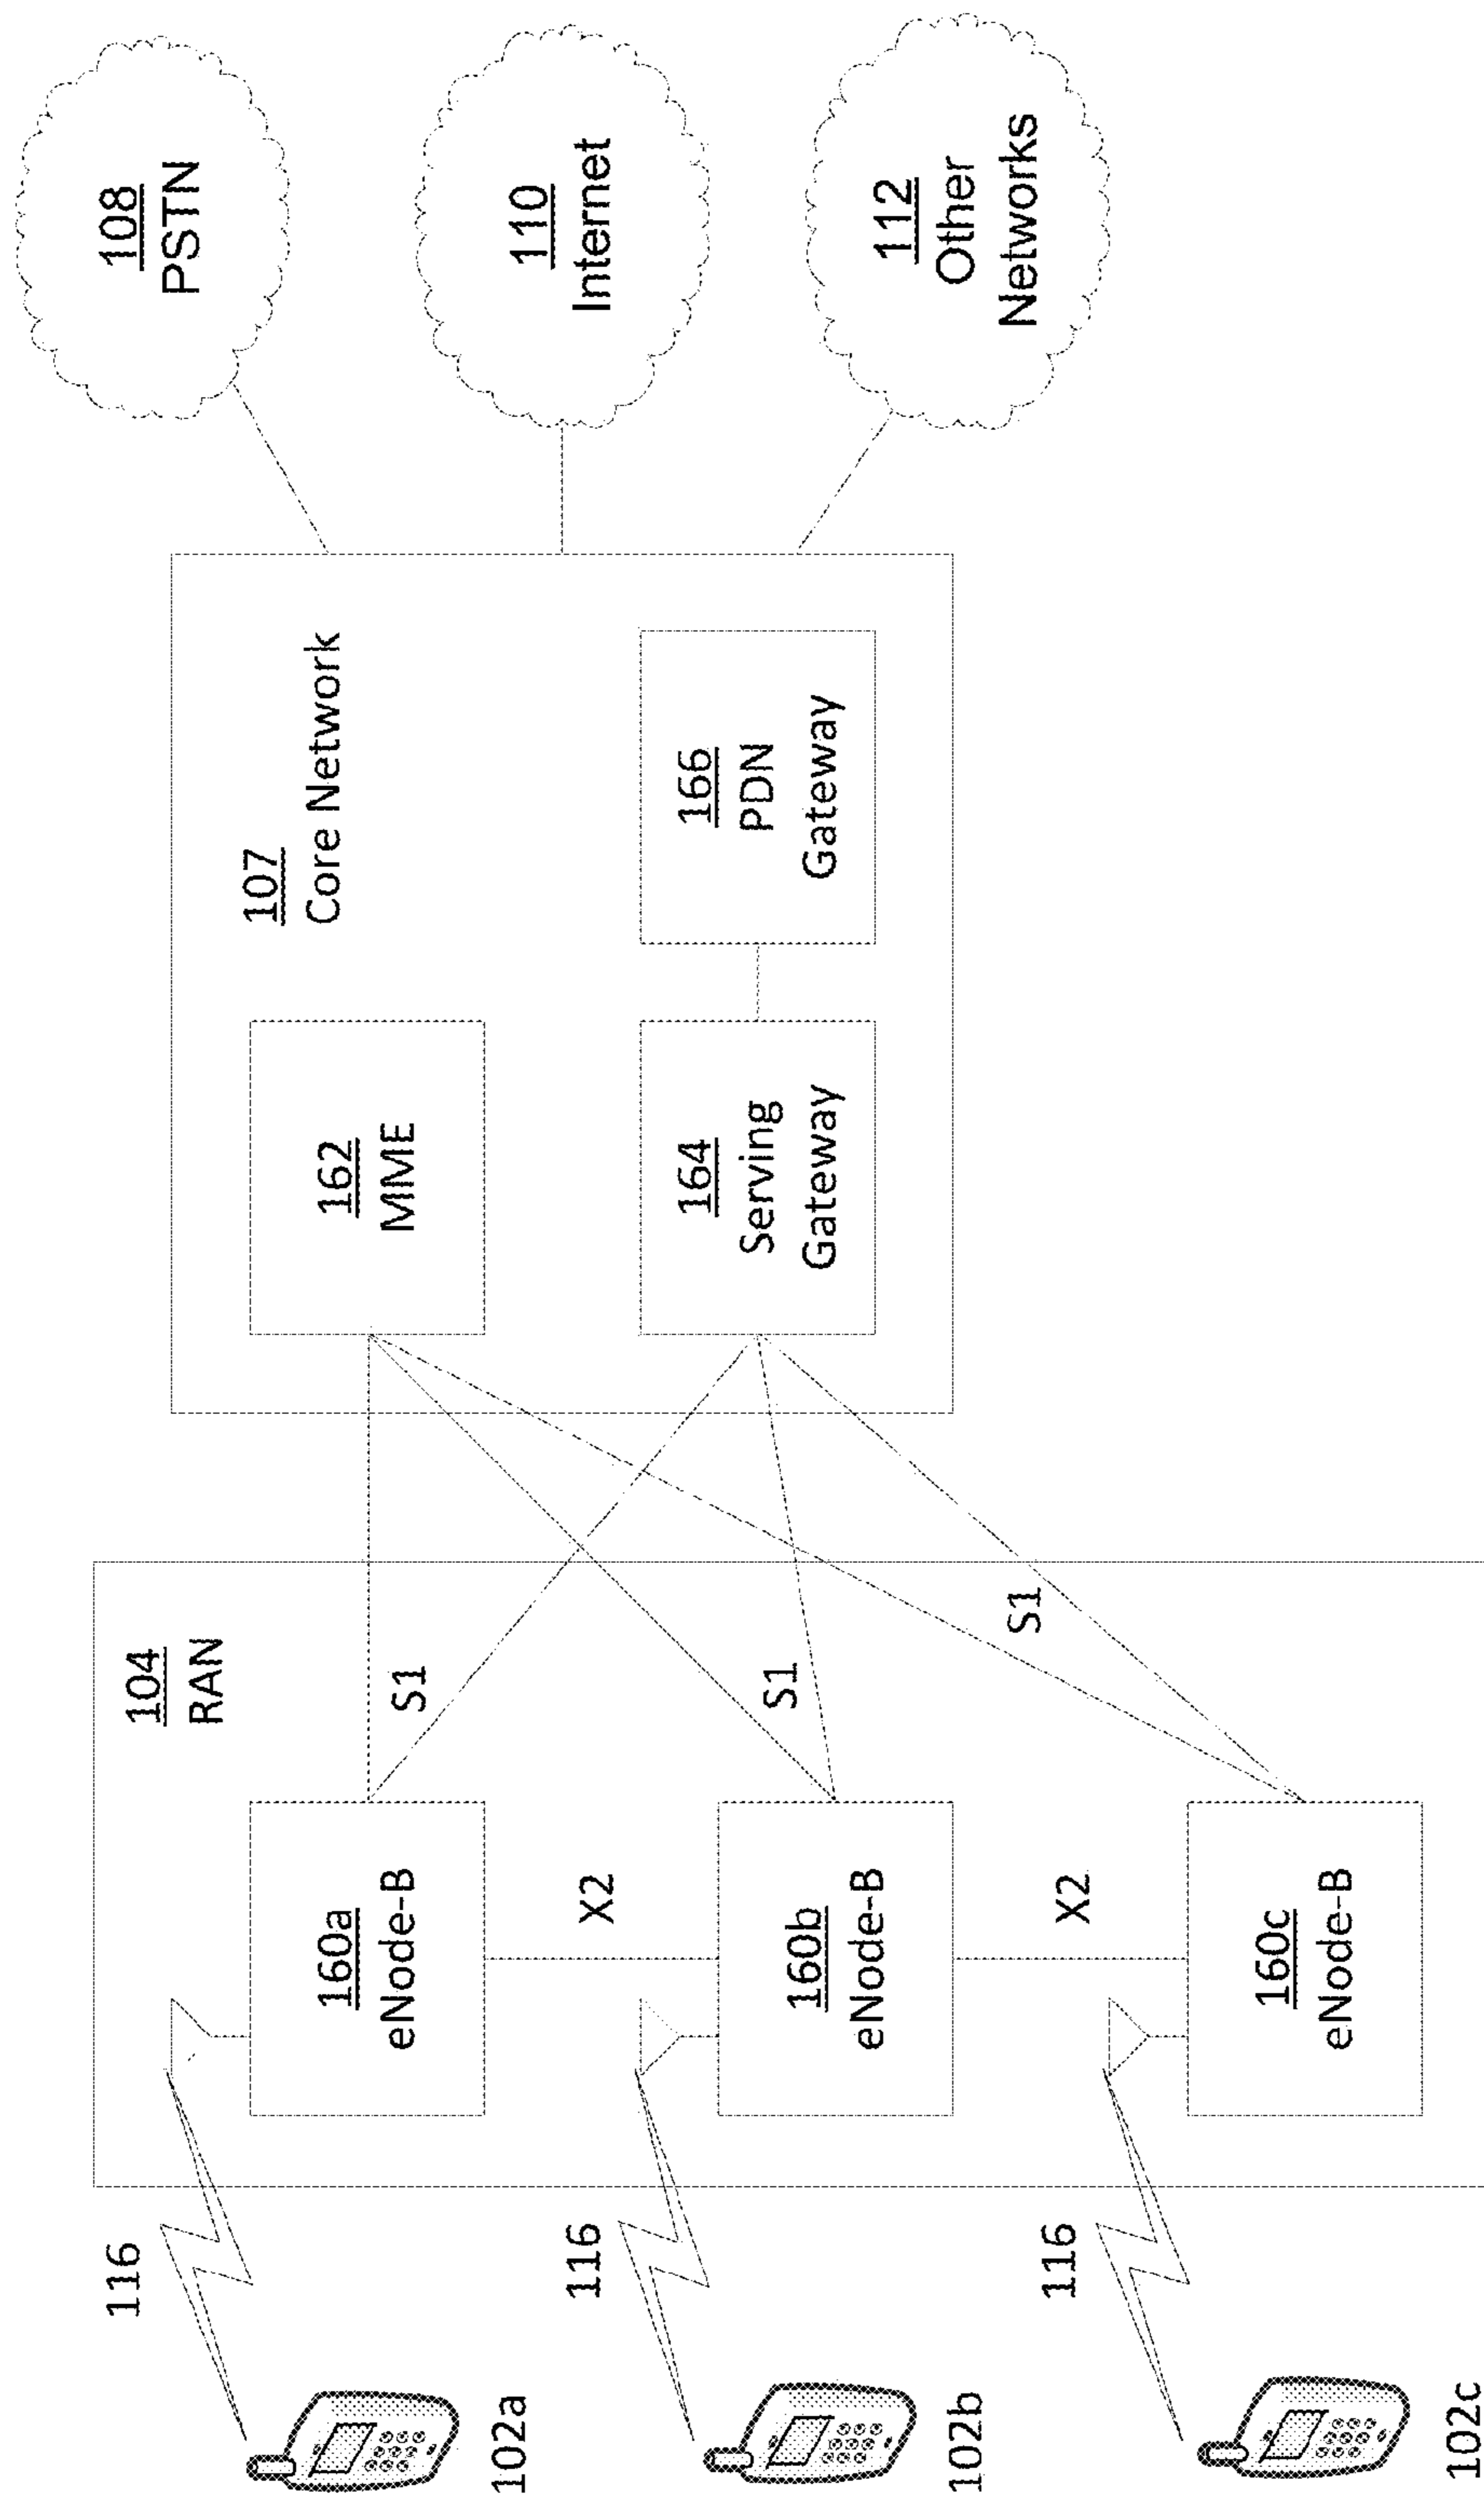 116
102a
116
102b
116
102c
104
RAN
160a
eNode-B
X2
160b
eNode-B
X2
160c
eNode-B
S1
S1
S1
107
Core Network
162
MME
164
Serving
Gateway
166
PDN
Gateway
108
PSTN
110
Internet
112
Other
Networks